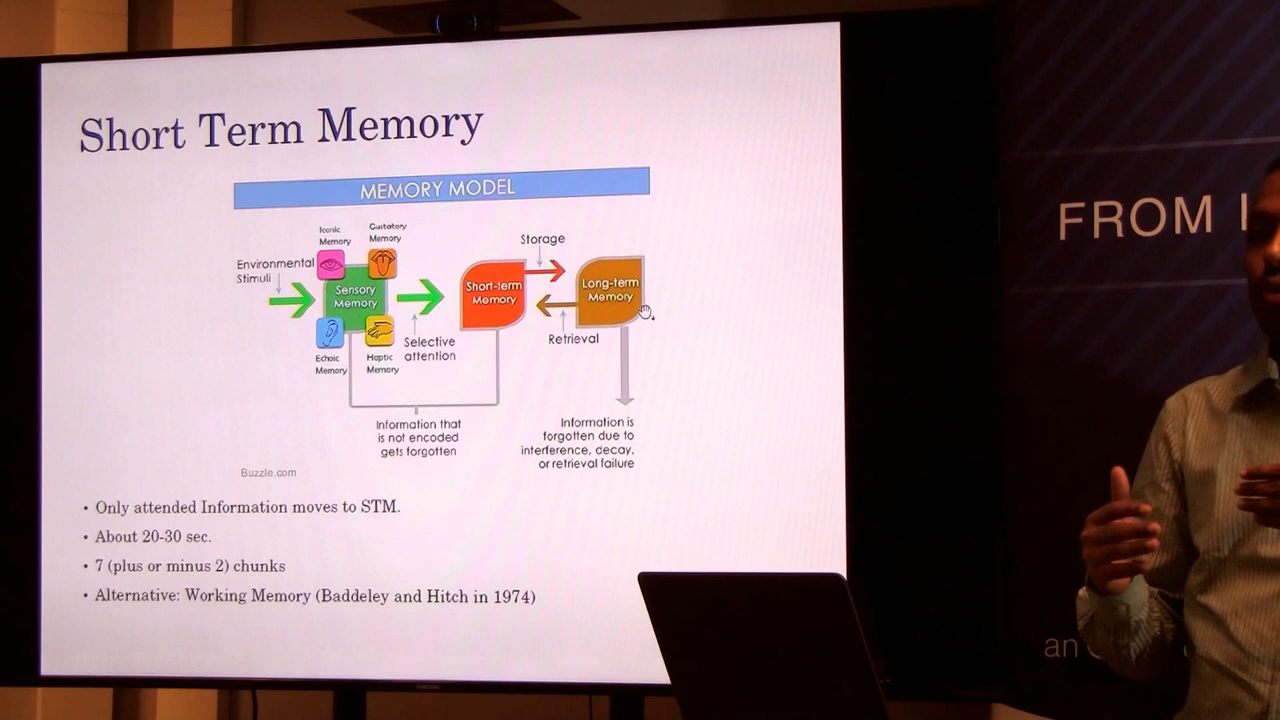 Short Term Memory
MEMORY MODEL
Iconic
Memory
Gustatory
Memory
Environmental
Stimuli
Sensory
Memory
Echoic
Memory
Haptic
Memory
Selective
attention
Short-term
Memory
Storage
Long-term
Memory
Retrieval
Information that
is not encoded
gets forgotten
Information is
forgotten due to
interference, decay,
or retrieval failure
Buzzle.com
• Only attended Information moves to STM.
• About 20-30 sec.
• 7 (plus or minus 2) chunks
• Alternative: Working Memory (Baddeley and Hitch in 1974)
SAMSUNG
FROM
an